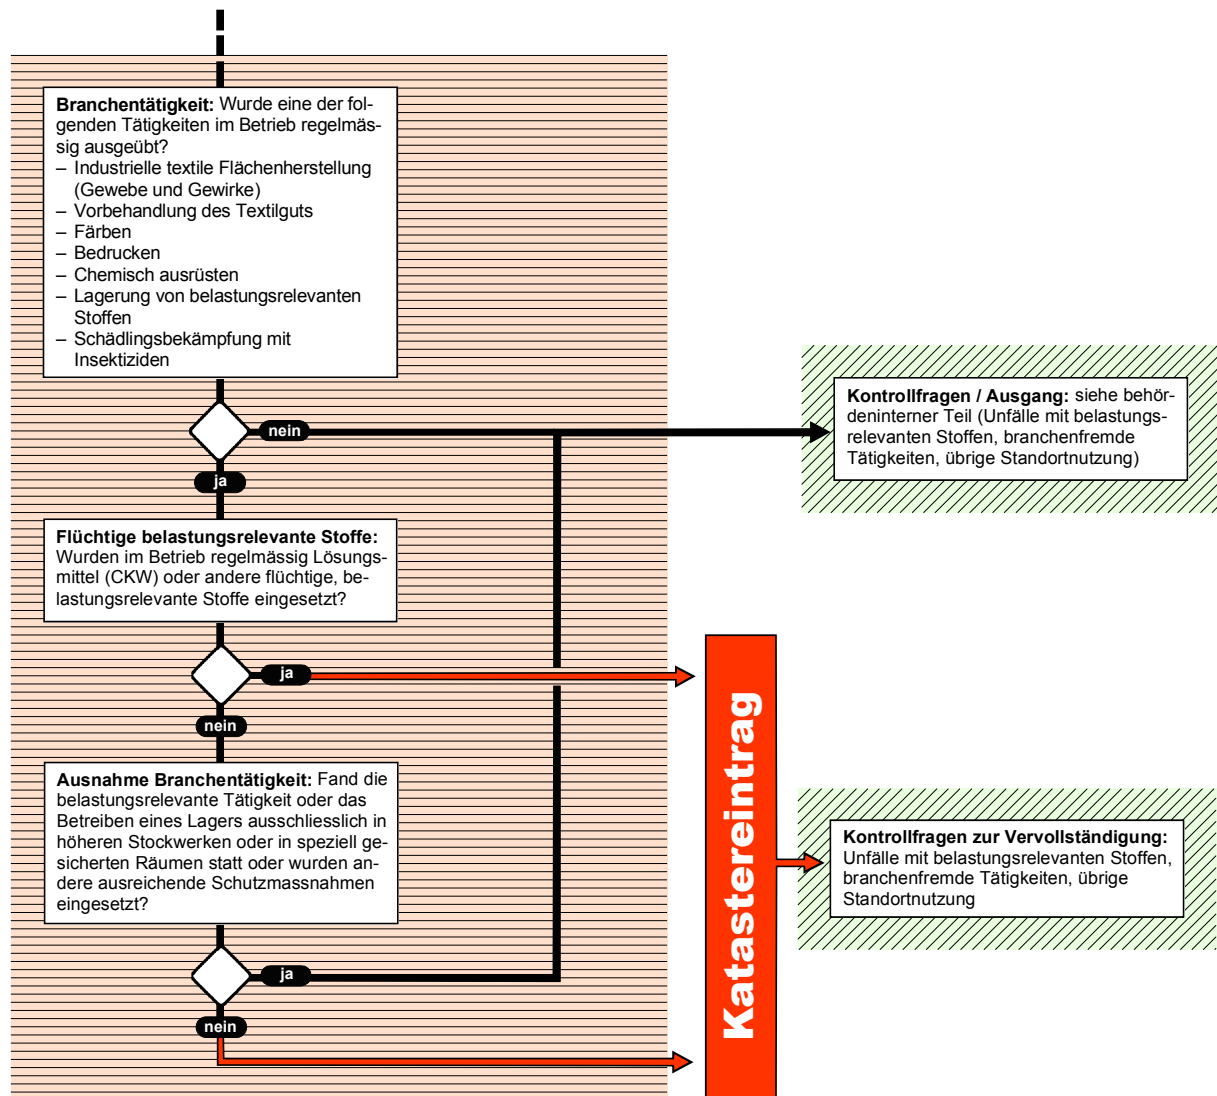 Branchentätigkeit: Wurde eine der fol-
genden Tätigkeiten im Betrieb regelmäs-
sig ausgeübt?
– Industrielle textile Flächenherstellung
(Gewebe und Gewirke)
– Vorbehandlung des Textilguts
– Färben
– Bedrucken
– Chemisch ausrüsten
– Lagerung von belastungsrelevanten
Stoffen
– Schädlingsbekämpfung mit
Insektiziden
nein
ja
Kontrollfragen / Ausgang: siehe behör-
deninterner Teil (Unfälle mit belastungs-
relevanten Stoffen, branchenfremde
Tätigkeiten, übrige Standortnutzung)
Flüchtige belastungsrelevante Stoffe:
Wurden im Betrieb regelmässig Lösungs-
mittel (CKW) oder andere flüchtige, be-
lastungsrelevante Stoffe eingesetzt?
ja
nein
Ausnahme Branchentätigkeit: Fand die
belastungsrelevante Tätigkeit oder das
Betreiben eines Lagers ausschliesslich in
höheren Stockwerken oder in speziell ge-
sicherten Räumen statt oder wurden an-
dere ausreichende Schutzmassnahmen
eingesetzt?
ja
nein
Katastereintrag
Kontrollfragen zur Vervollständigung:
Unfälle mit belastungsrelevanten Stoffen,
branchenfremde Tätigkeiten, übrige
Standortnutzung